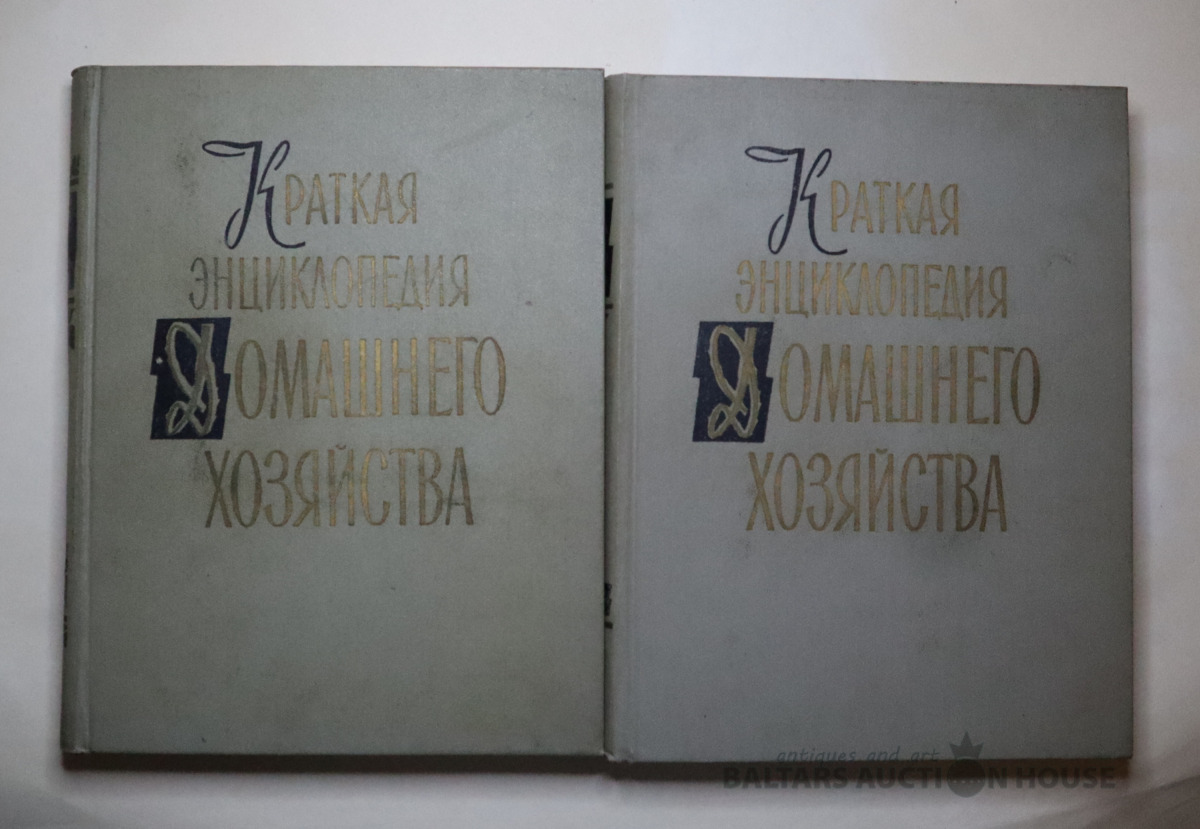 Краткая
энциклопедия
Домашнего
хозяйства
Краткая
энциклопедия
Домашнего
хозяйства
antiques and art
BALTARS AUCTION HOUSE